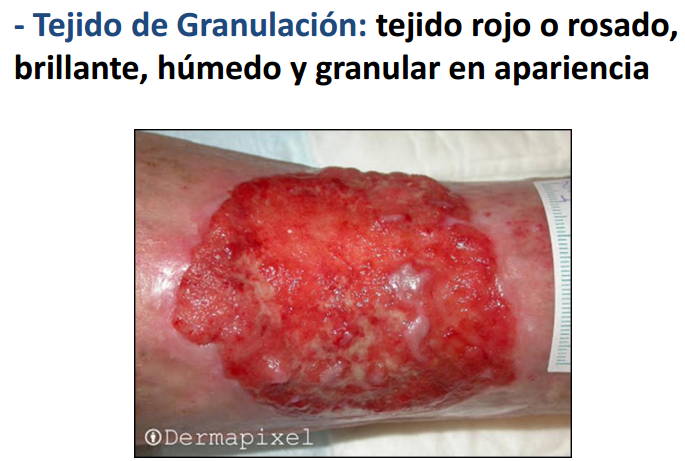 - Tejido de Granulación: tejido rojo o rosado,
brillante, húmedo y granular en apariencia
Dermapixel